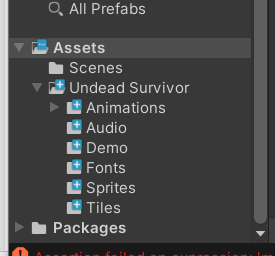 All Prefabs
Assets
Scenes
Undead Survivor
Animations
Audio
Demo
Fonts
Sprites
Tiles
Packages
Assertion failed on expression: